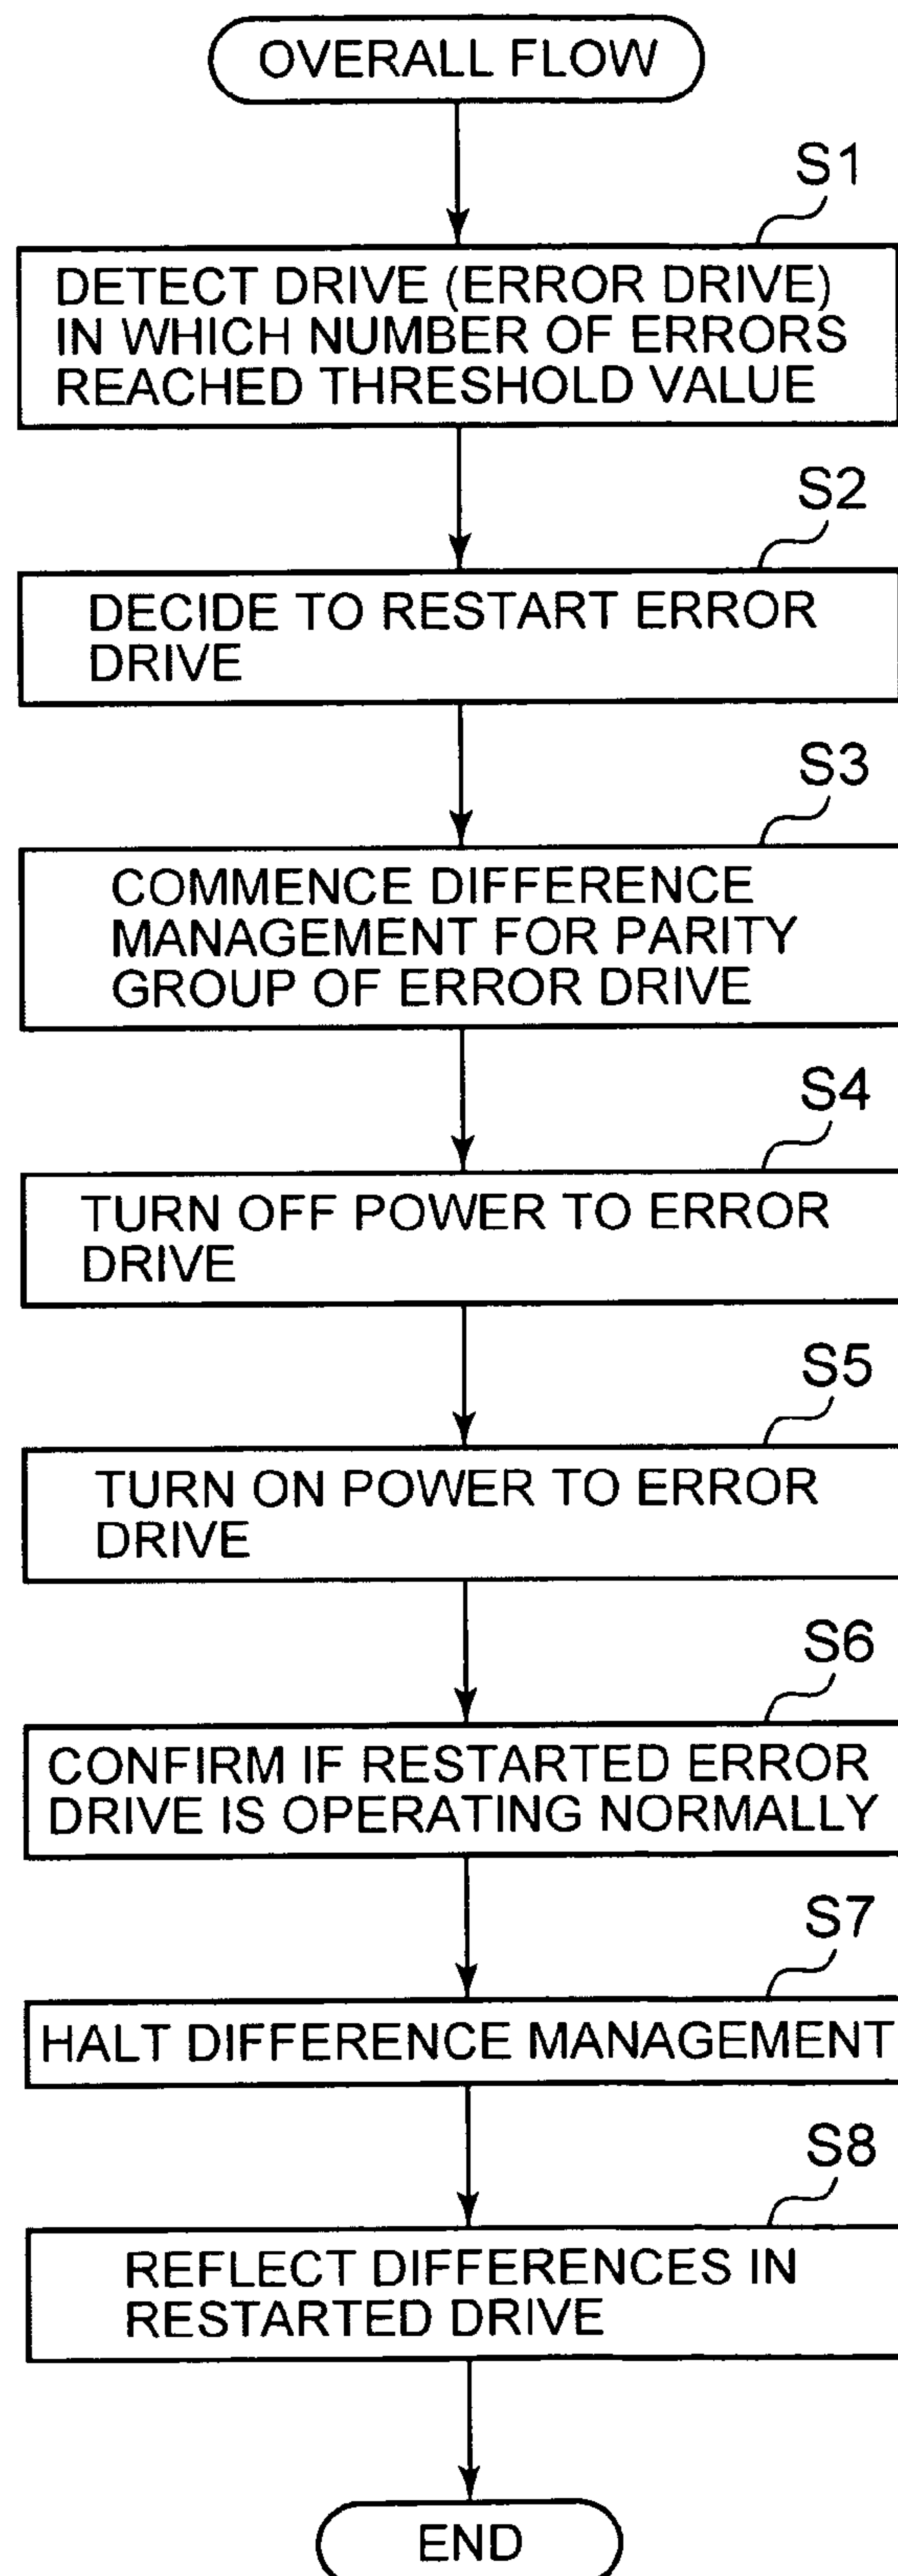 OVERALL FLOW
S1
DETECT DRIVE (ERROR DRIVE)
IN WHICH NUMBER OF ERRORS
REACHED THRESHOLD VALUE
S2
DECIDE TO RESTART ERROR
DRIVE
S3
COMMENCE DIFFERENCE
MANAGEMENT FOR PARITY
GROUP OF ERROR DRIVE
S4
TURN OFF POWER TO ERROR
DRIVE
S5
TURN ON POWER TO ERROR
DRIVE
S6
CONFIRM IF RESTARTED ERROR
DRIVE IS OPERATING NORMALLY
S7
HALT DIFFERENCE MANAGEMENT
S8
REFLECT DIFFERENCES IN
RESTARTED DRIVE
END